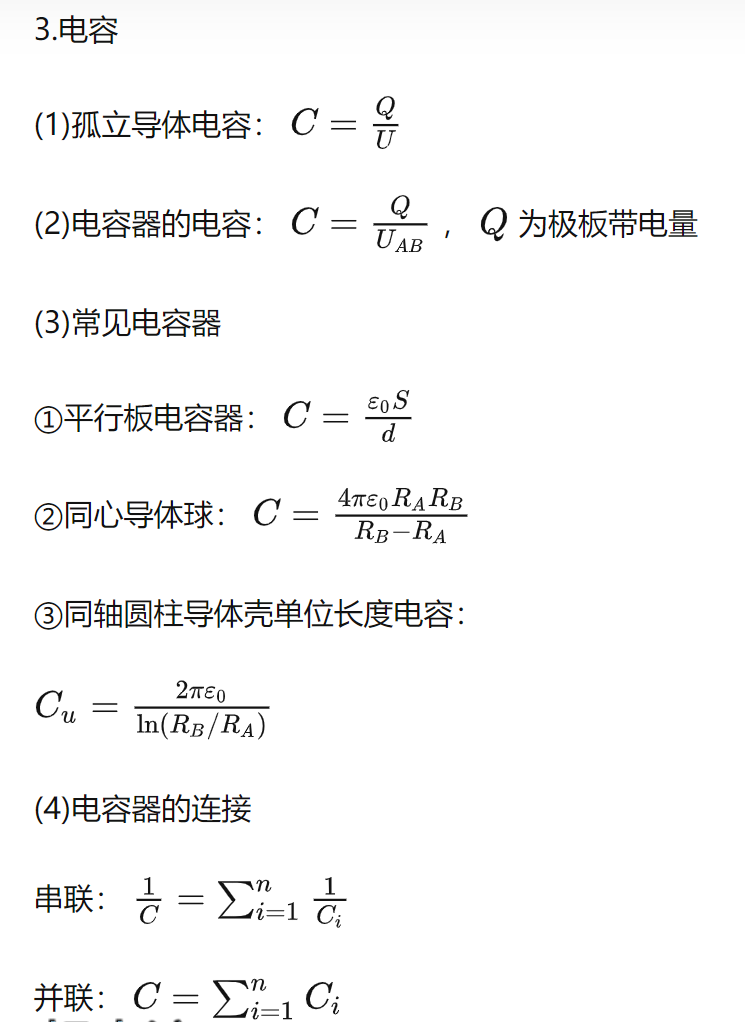 3.电容
(1)孤立导体电容： $C = \frac{Q}{U}$
(2)电容器的电容： $C = \frac{Q}{U_{AB}}$ ， $Q$ 为极板带电量
(3)常见电容器
①平行板电容器： $C = \frac{\varepsilon_0 S}{d}$
②同心导体球： $C = \frac{4\pi\varepsilon_0 R_A R_B}{R_B - R_A}$
③同轴圆柱导体壳单位长度电容：
$C_u = \frac{2\pi\varepsilon_0}{\ln(R_B/R_A)}$
(4)电容器的连接
串联： $\frac{1}{C} = \sum_{i=1}^{n} \frac{1}{C_i}$
并联： $C = \sum_{i=1}^{n} C_i$